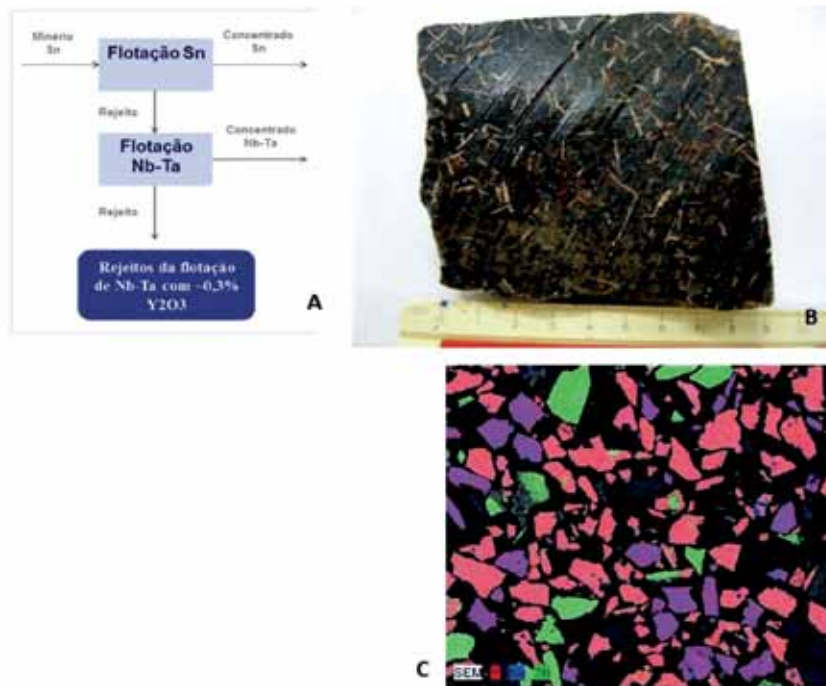 Minério
Sn
Flotação Sn
Concentrado
Sn
Rejeito
Flotação
Nb-Ta
Concentrado
Nb-Ta
Rejeito
Rejeitos da flotação
de Nb-Ta com ~0,3%
Y2O3
A
B
C
SEM